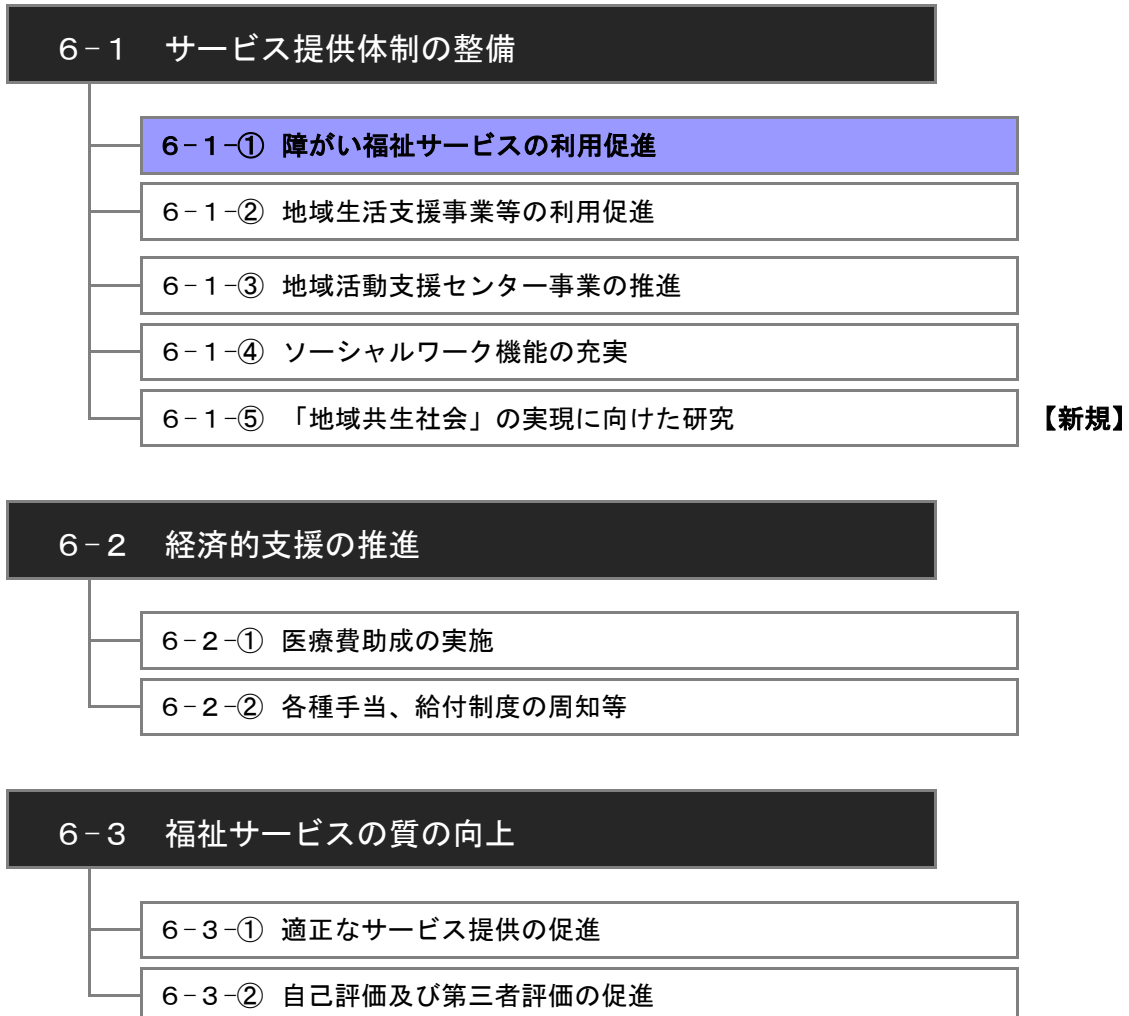 ６－１　サービス提供体制の整備
６－１－① 障がい福祉サービスの利用促進
６－１－② 地域生活支援事業等の利用促進
６－１－③ 地域活動支援センター事業の推進
６－１－④ ソーシャルワーク機能の充実
６－１－⑤ 「地域共生社会」の実現に向けた研究 【新規】
６－２　経済的支援の推進
６－２－① 医療費助成の実施
６－２－② 各種手当、給付制度の周知等
６－３　福祉サービスの質の向上
６－３－① 適正なサービス提供の促進
６－３－② 自己評価及び第三者評価の促進